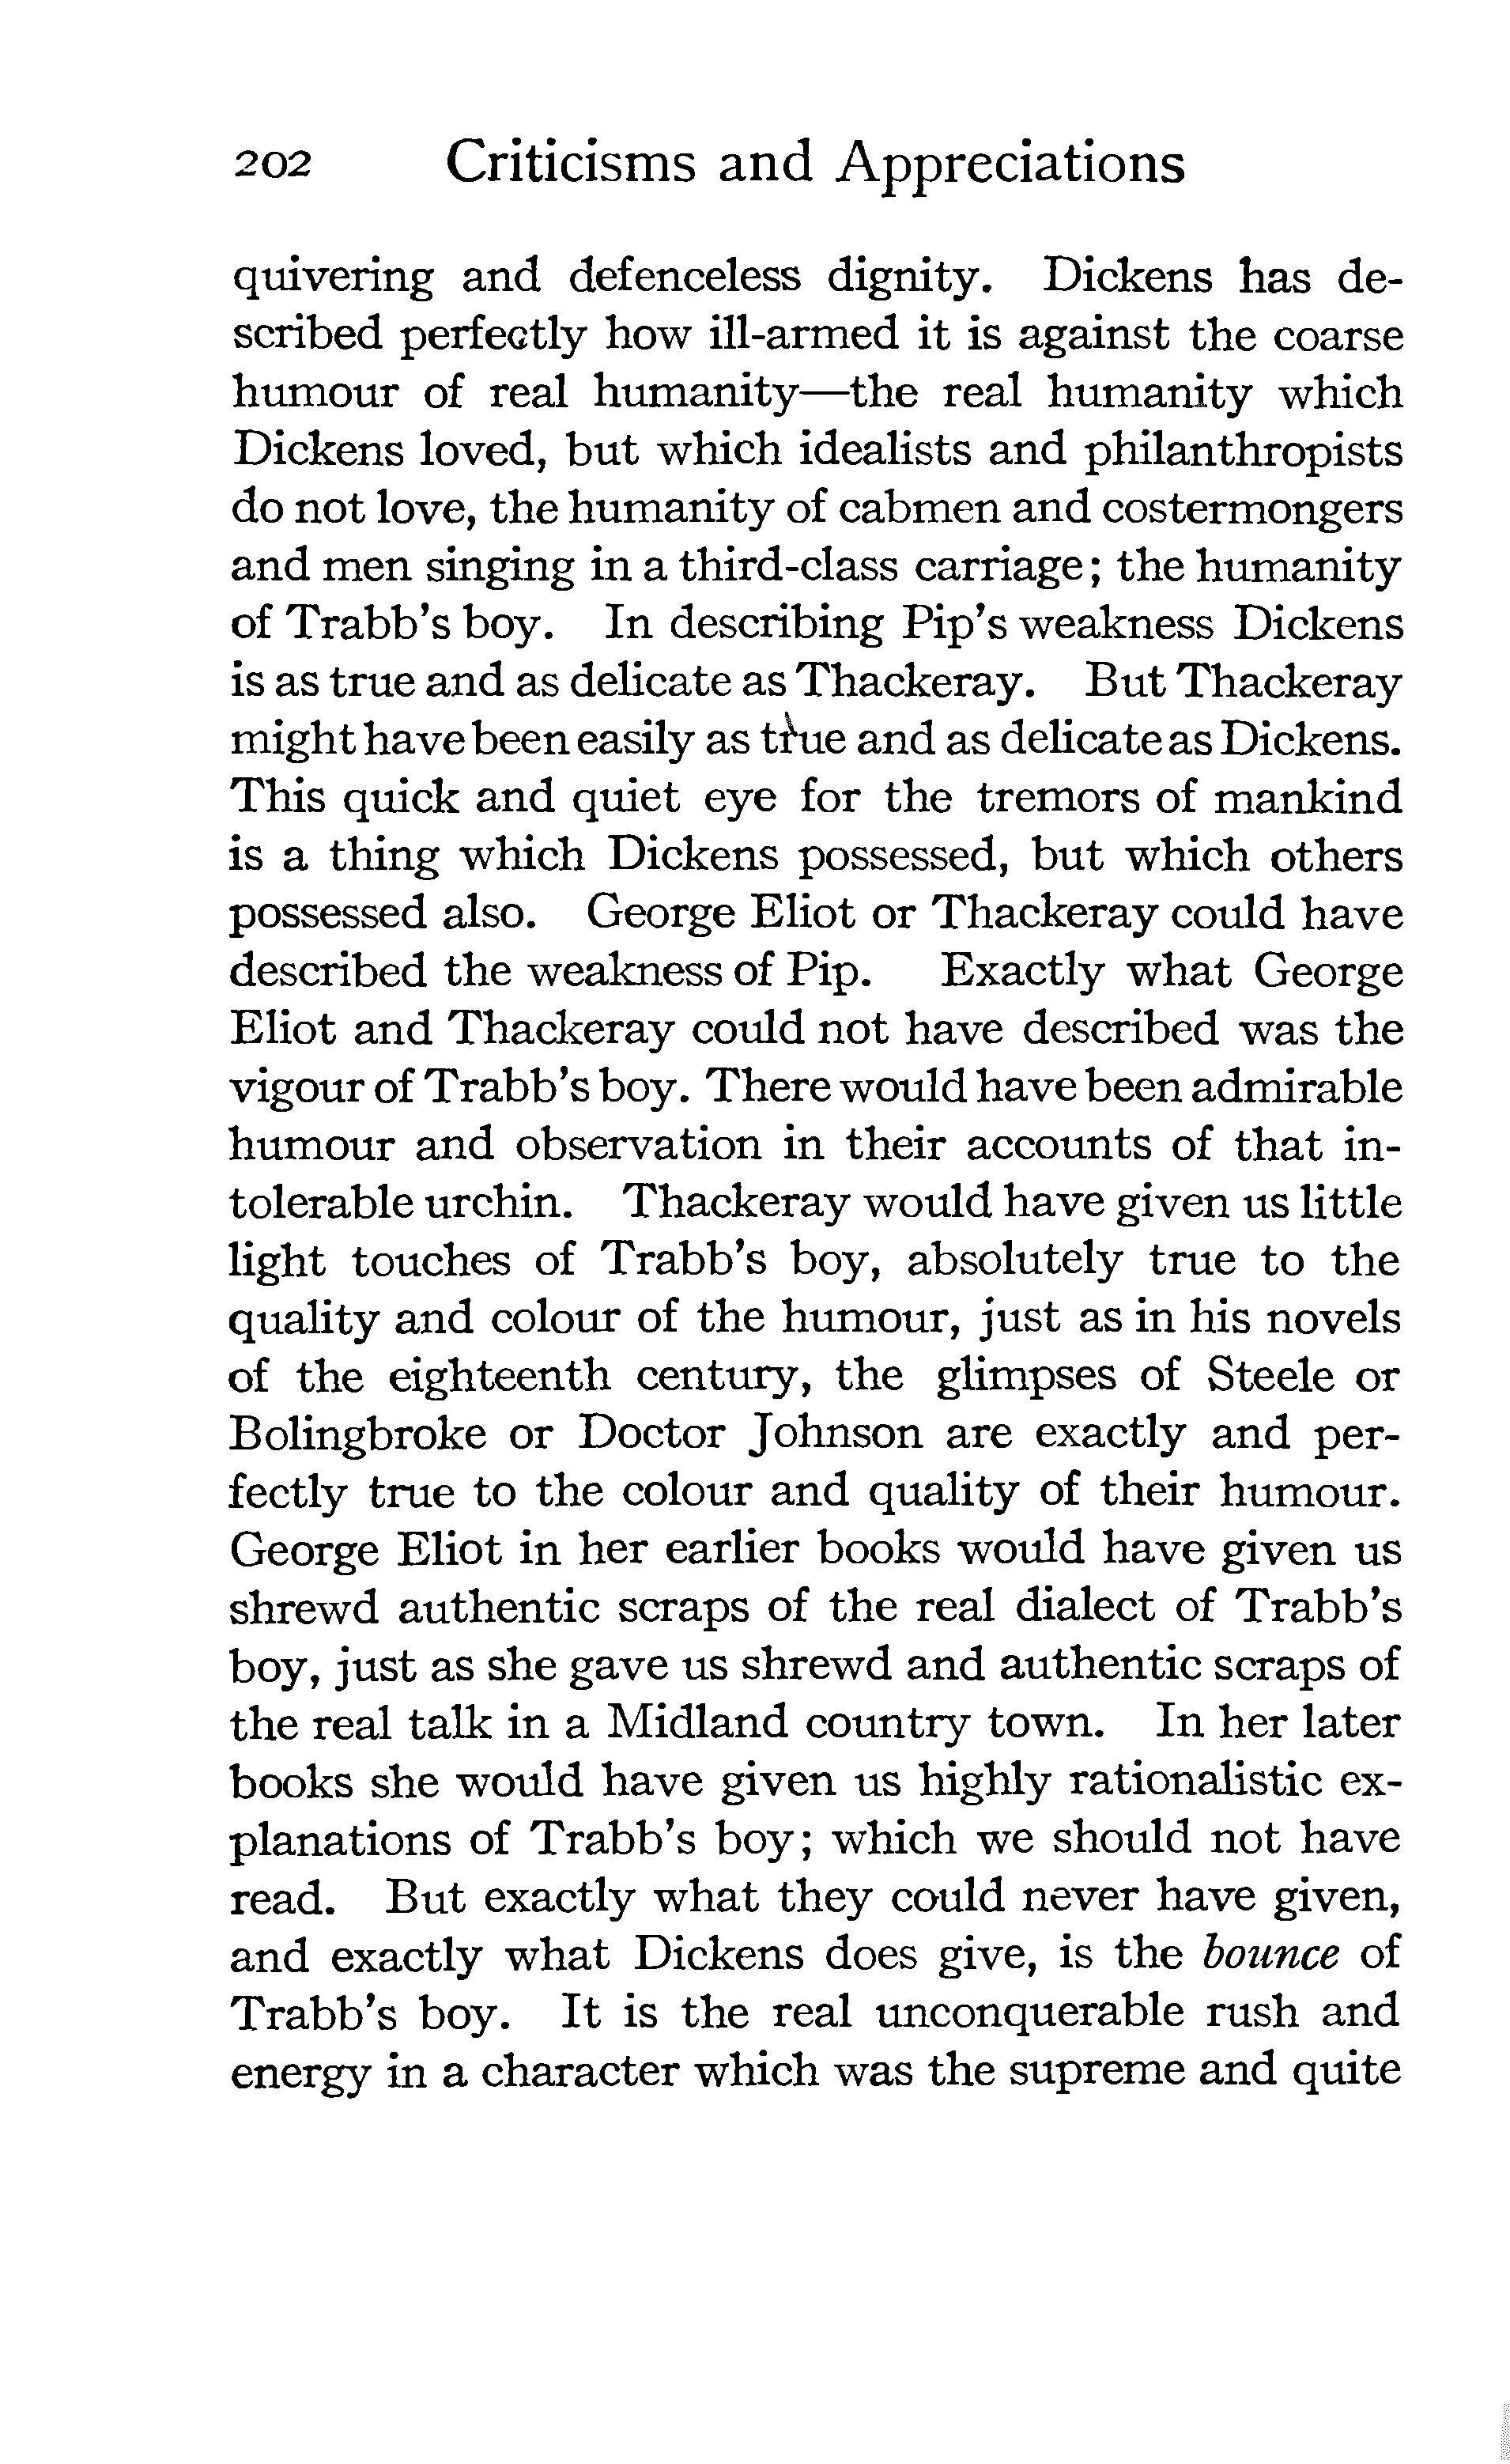 202 Criticisms and Appreciations
quivering and defenceless dignity. Dickens has de-
scribed perfectly how ill-armed it is against the coarse
humour of real humanity—the real humanity which
Dickens loved, but which idealists and philanthropists
do not love, the humanity of cabmen and costermongers
and men singing in a third-class carriage; the humanity
of Trabb's boy. In describing Pip's weakness Dickens
is as true and as delicate as Thackeray. But Thackeray
might have been easily as true and as delicate as Dickens.
This quick and quiet eye for the tremors of mankind
is a thing which Dickens possessed, but which others
possessed also. George Eliot or Thackeray could have
described the weakness of Pip. Exactly what George
Eliot and Thackeray could not have described was the
vigour of Trabb's boy. There would have been admirable
humour and observation in their accounts of that in-
tolerable urchin. Thackeray would have given us little
light touches of Trabb's boy, absolutely true to the
quality and colour of the humour, just as in his novels
of the eighteenth century, the glimpses of Steele or
Bolingbroke or Doctor Johnson are exactly and per-
fectly true to the colour and quality of their humour.
George Eliot in her earlier books would have given us
shrewd authentic scraps of the real dialect of Trabb's
boy, just as she gave us shrewd and authentic scraps of
the real talk in a Midland country town. In her later
books she would have given us highly rationalistic ex-
planations of Trabb's boy; which we should not have
read. But exactly what they could never have given,
and exactly what Dickens does give, is the bounce of
Trabb's boy. It is the real unconquerable rush and
energy in a character which was the supreme and quite